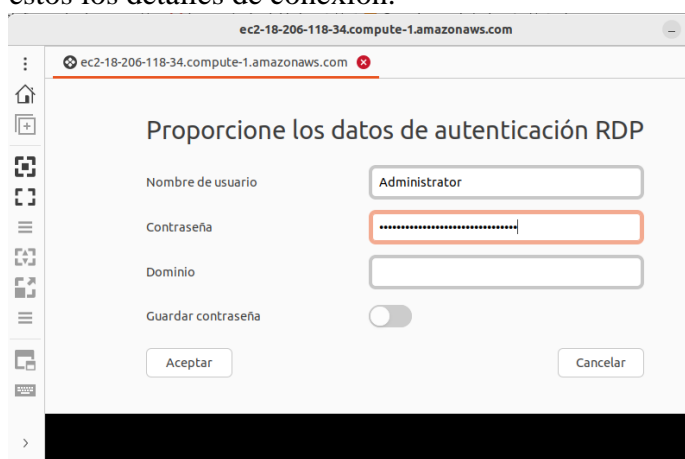 estos los detalles de conexión.
ec2-18-206-118-34.compute-1.amazonaws.com
ec2-18-206-118-34.compute-1.amazonaws.com
Proporcione los datos de autenticación RDP
Nombre de usuario Administrator
Contraseña ••••••••••••••••••••••••••••••••
Dominio
Guardar contraseña
Aceptar Cancelar